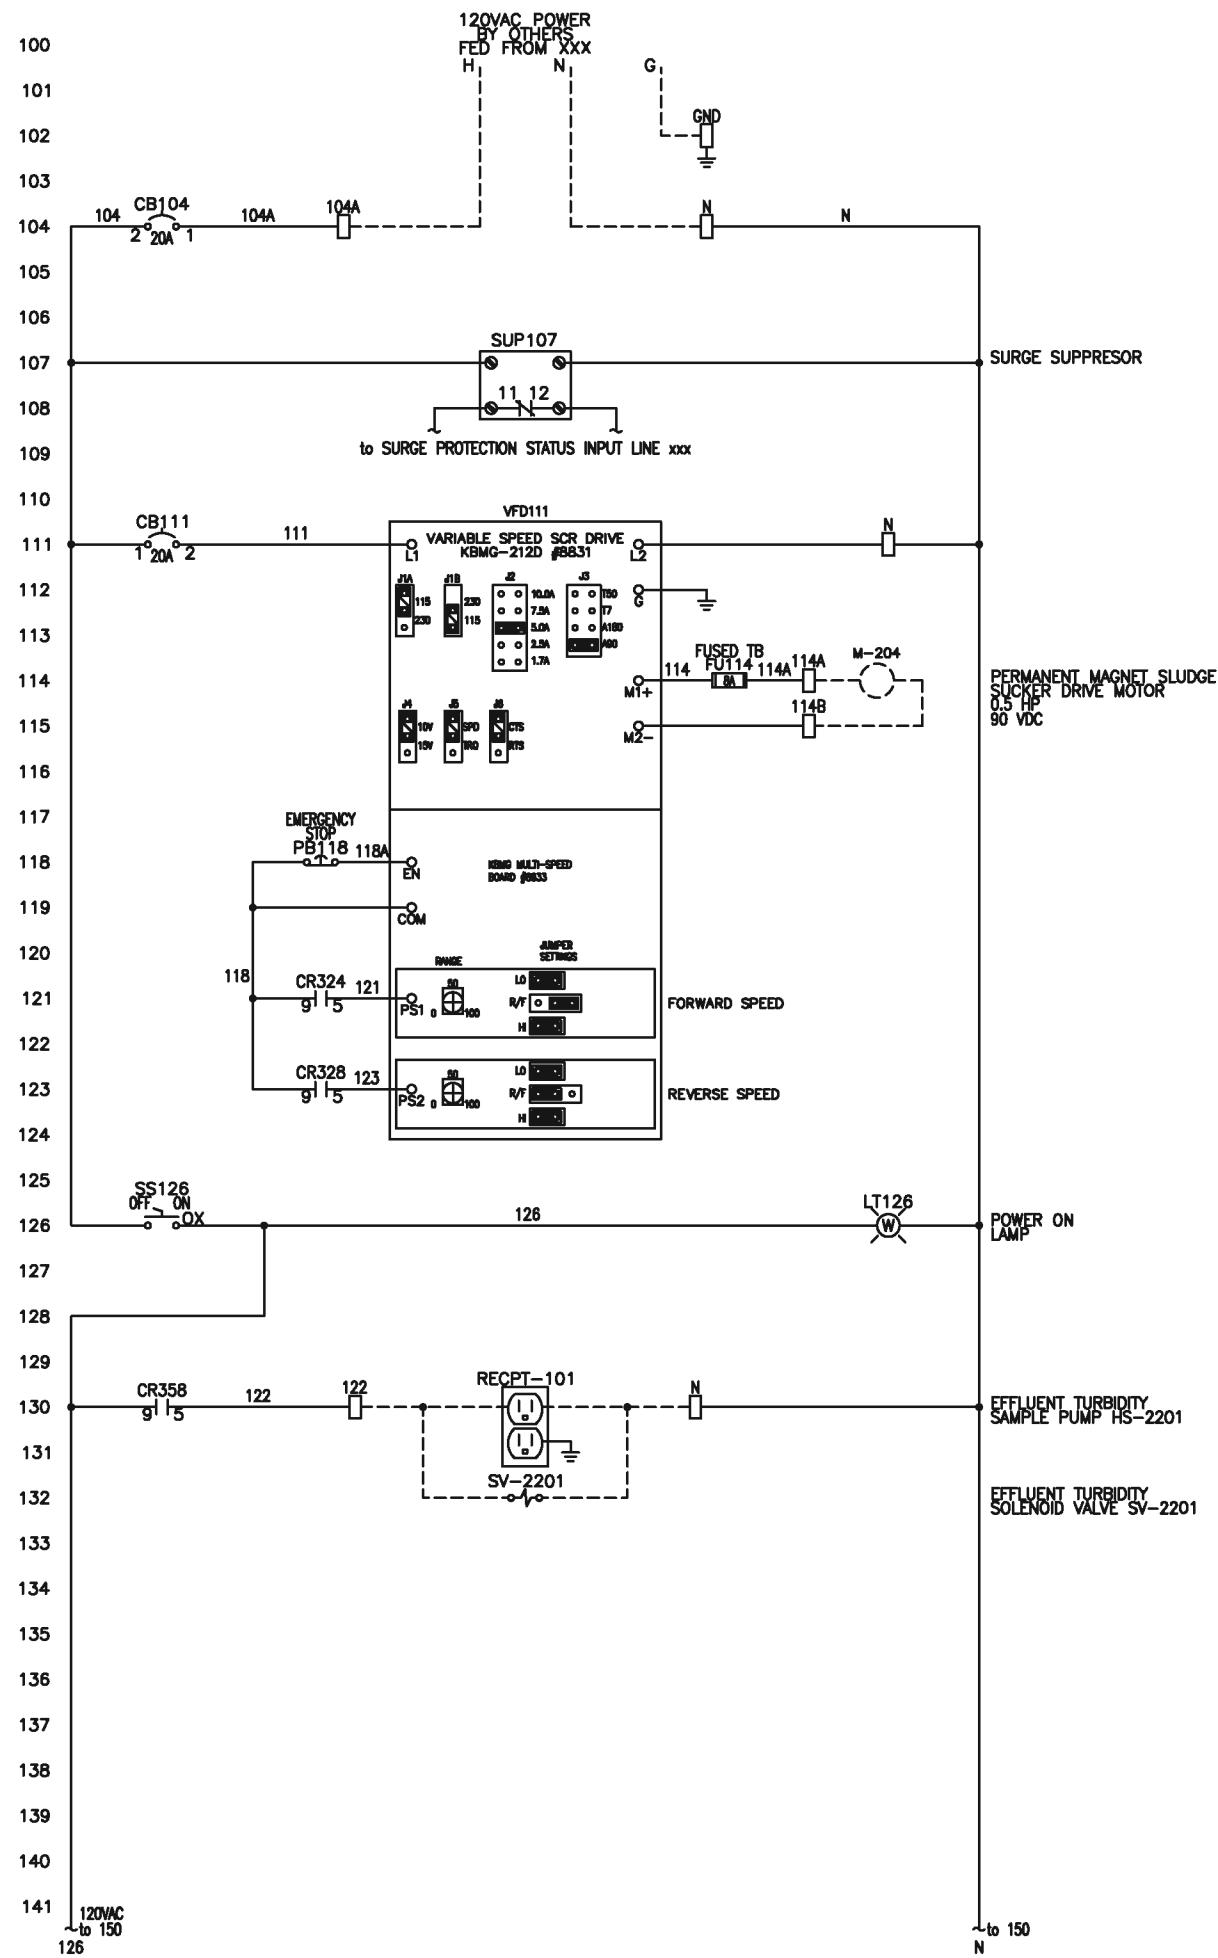 120VAC POWER
BY OTHERS
FED FROM XXX
100
H N G
101
GND
102
103
CB104
104 104A 104A N N
104
2 20A 1
105
106
SUP107
107 SURGE SUPPRESOR
11 12
108
to SURGE PROTECTION STATUS INPUT LINE xxx
109
110
VFD111
CB111 111 VARIABLE SPEED SCR DRIVE N
111 KBMG-212D #8831
1 20A 2 L1 L2
J1A J1B J2 J3
112 115 230 10.0A T50 G
230 115 7.5A T7
113 5.0A A180
2.5A A90
1.7A
FUSED TB
FU114 114A M-204
114 114A
114 8A PERMANENT MAGNET SLUDGE
SUCKER DRIVE MOTOR
0.5 HP
90 VDC
M1+
J4 J5 J6 114B
115 10V SPD CTS M2-
15V TRQ RTS
116
117
EMERGENCY
STOP
PB118 118A
118 EN KBMG MULTI-SPEED
BOARD #8833
119
COM
120 JUMPER
SETTINGS
RANGE
118 CR324 121 50 LO
121 PS1 0 100 R/F FORWARD SPEED
9 5 HI
122
CR328 123 50 LO
123 PS2 0 100 R/F REVERSE SPEED
9 5 HI
124
125
SS126
OFF ON LT126
126 OX 126 W POWER ON
LAMP
127
128
129
RECPT-101
CR358 122 122 N
130 EFFLUENT TURBIDITY
SAMPLE PUMP HS-2201
9 5
131
SV-2201
132 EFFLUENT TURBIDITY
SOLENOID VALVE SV-2201
133
134
135
136
137
138
139
140
141
120VAC
to 150 to 150
126 N